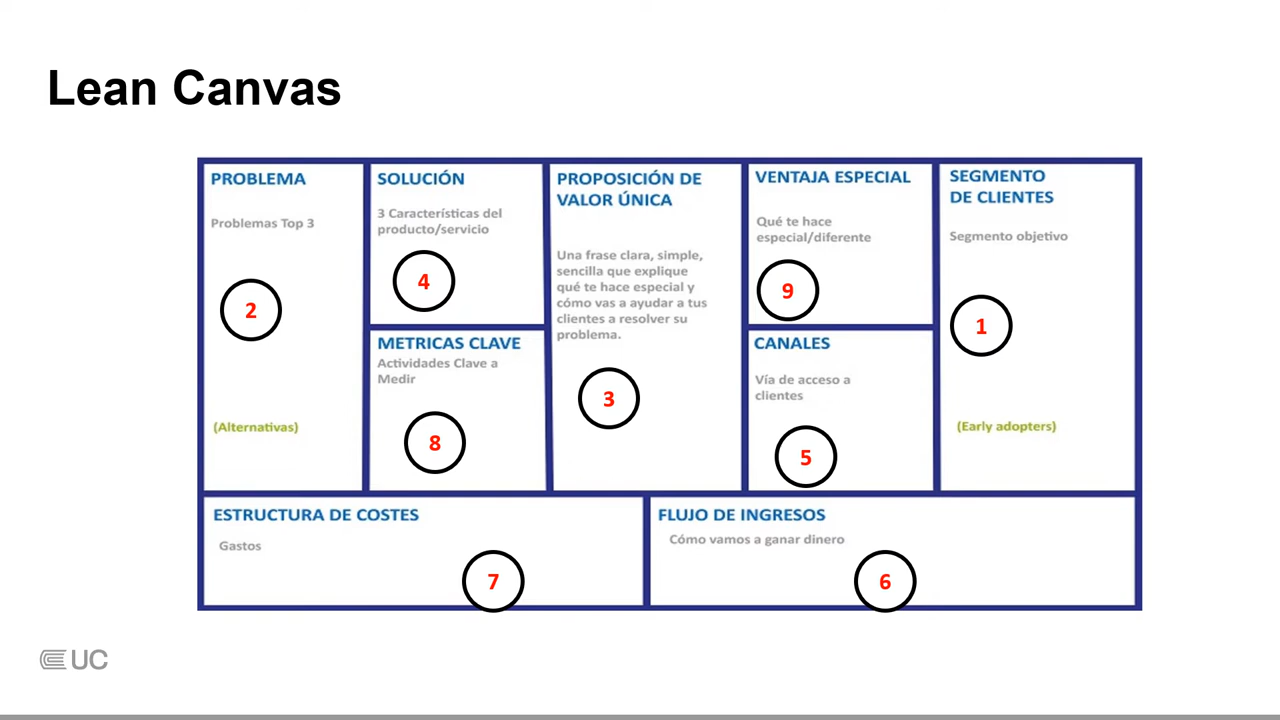 Lean Canvas
PROBLEMA
Problemas Top 3
2
(Alternativas)
SOLUCIÓN
3 Características del
producto/servicio
4
METRICAS CLAVE
Actividades Clave a
Medir
8
PROPOSICIÓN DE
VALOR ÚNICA
Una frase clara, simple,
sencilla que explique
qué te hace especial y
cómo vas a ayudar a tus
clientes a resolver su
problema.
3
VENTAJA ESPECIAL
Qué te hace
especial/diferente
9
CANALES
Vía de acceso a
clientes
5
SEGMENTO
DE CLIENTES
Segmento objetivo
1
(Early adopters)
ESTRUCTURA DE COSTES
Gastos
7
FLUJO DE INGRESOS
Cómo vamos a ganar dinero
6
UC